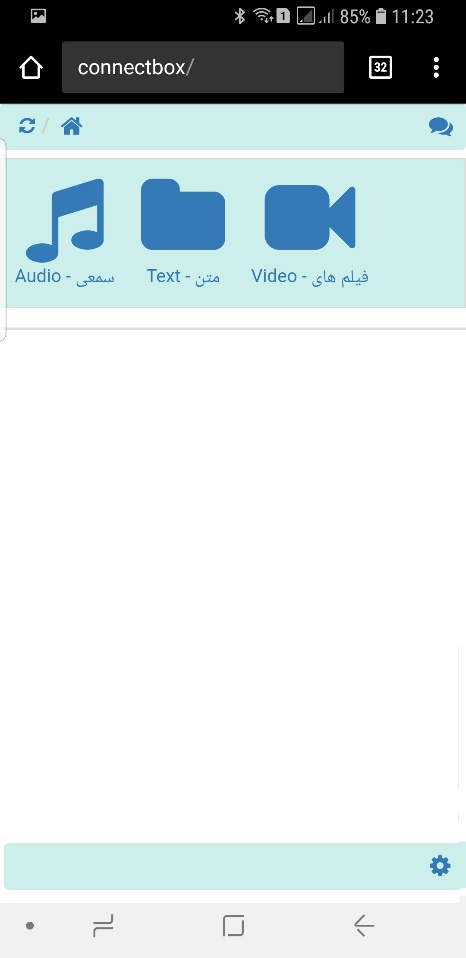 85% 11:23
connectbox/ 32
/
Audio - سمعی
Text - متن
Video - فیلم های